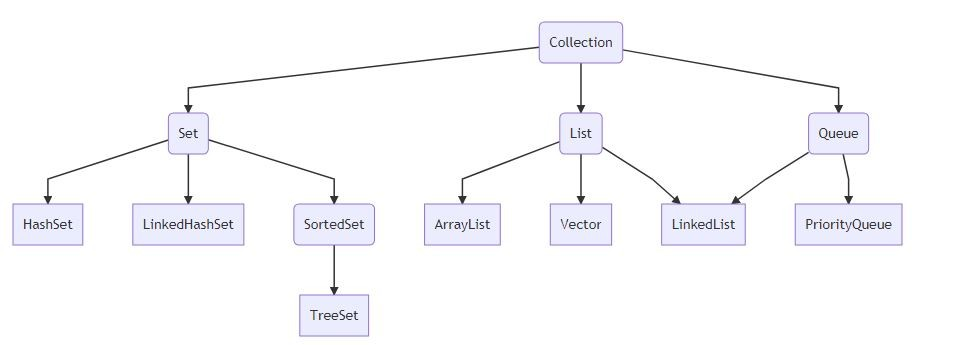 Collection
Set
List
Queue
HashSet
LinkedHashSet
SortedSet
ArrayList
Vector
LinkedList
PriorityQueue
TreeSet